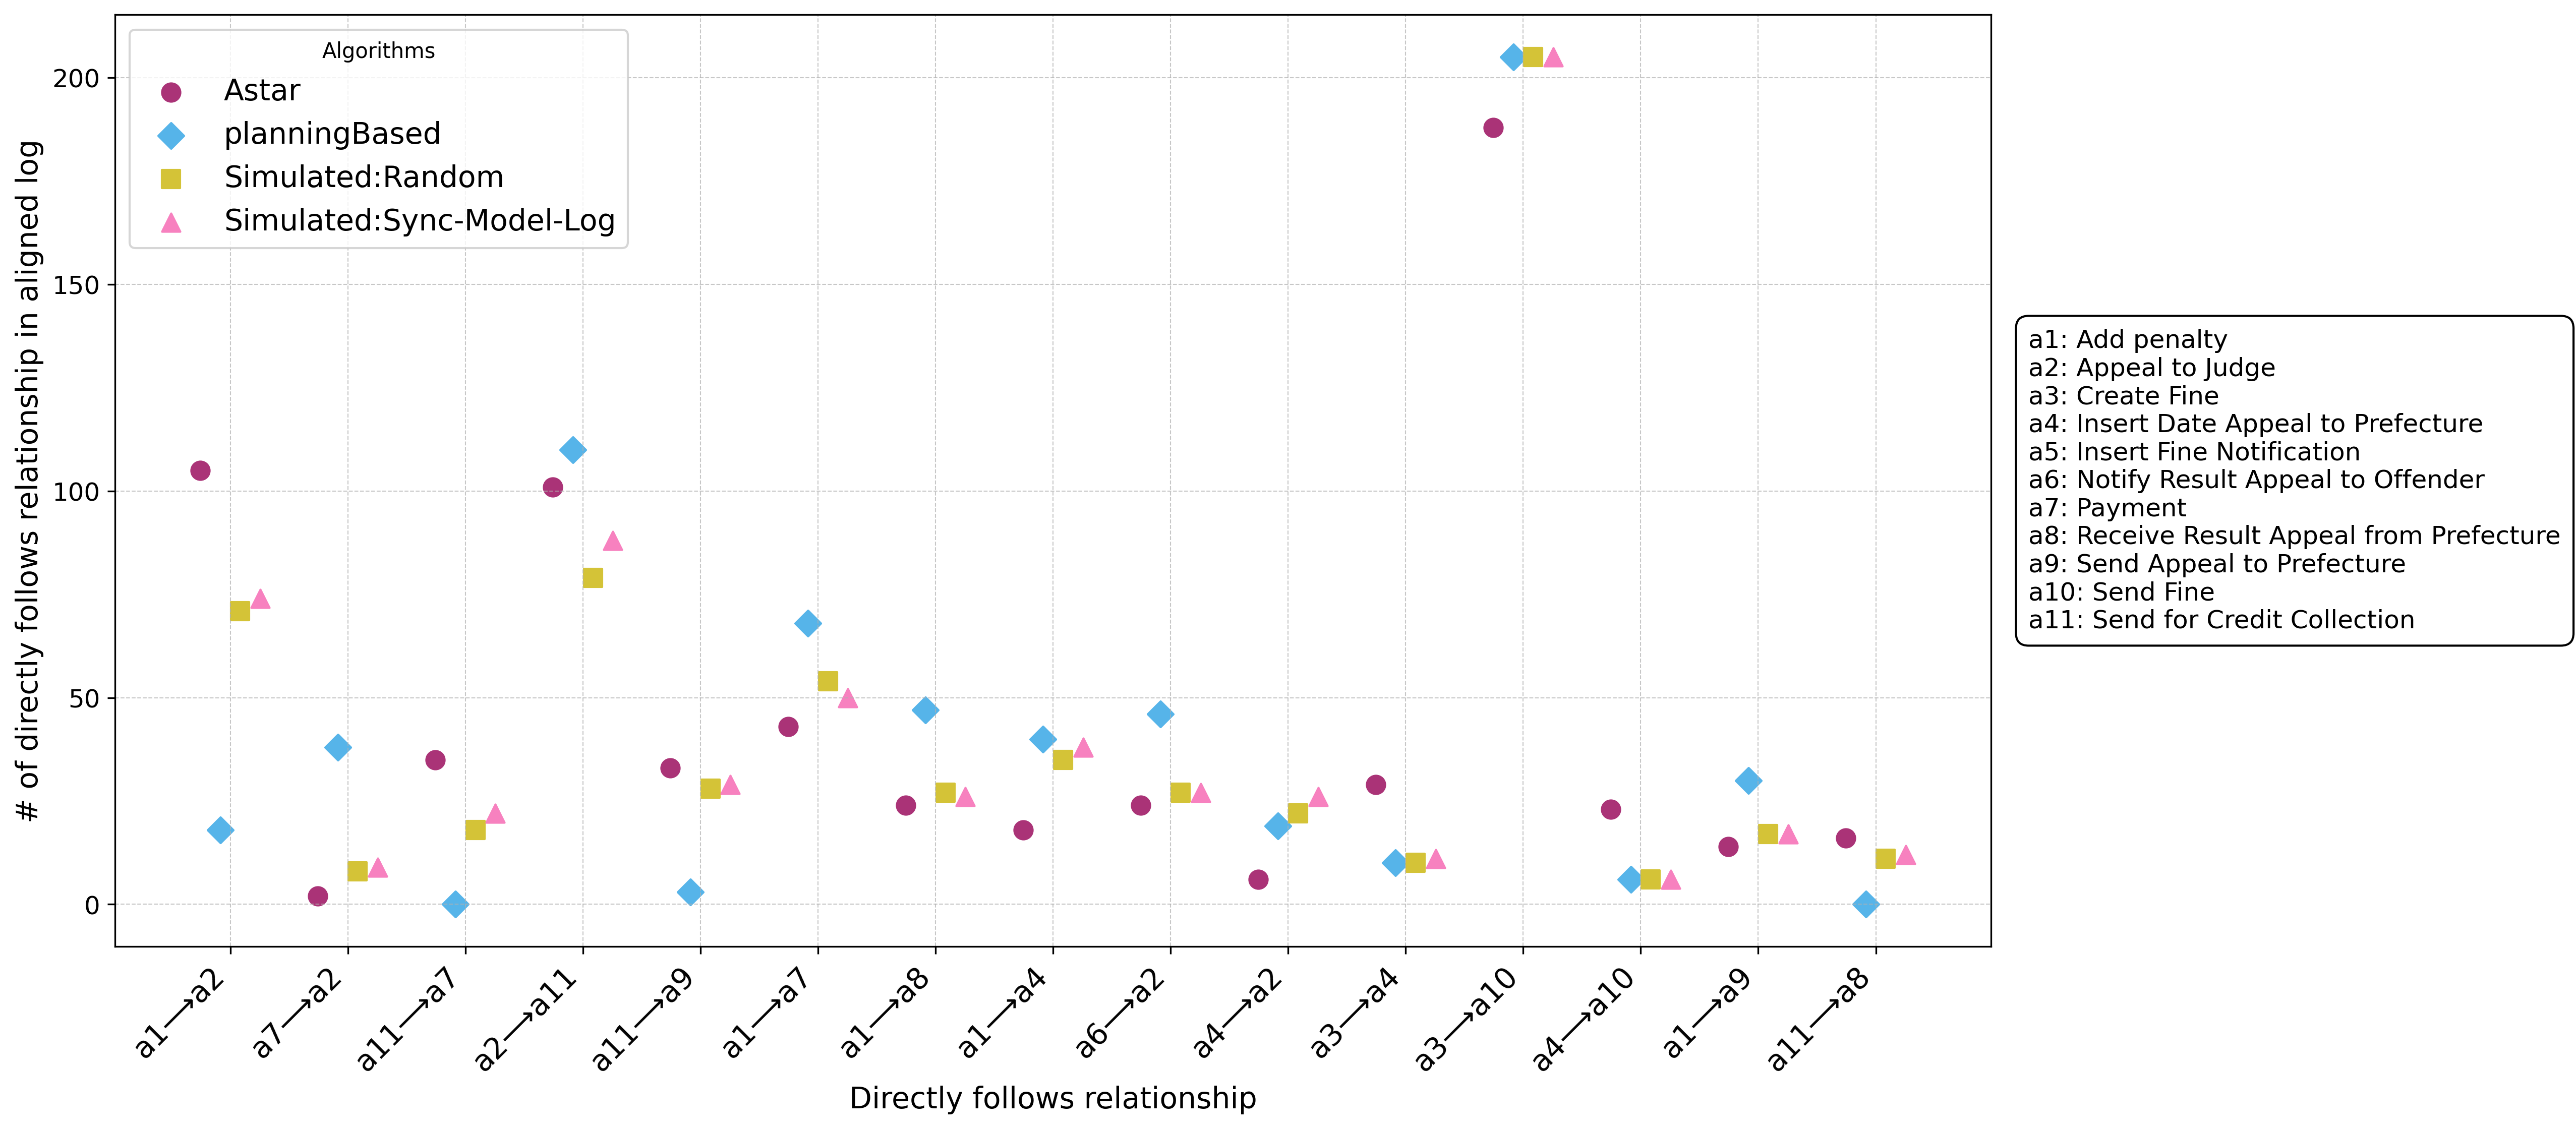 Algorithms
Astar
planningBased
Simulated:Random
Simulated:Sync-Model-Log
# of directly follows relationship in aligned log
200
150
100
50
0
a1→a2
a7→a2
a11→a7
a2→a11
a11→a9
a1→a7
a1→a8
a1→a4
a6→a2
a4→a2
a3→a4
a3→a10
a4→a10
a1→a9
a11→a8
Directly follows relationship
a1: Add penalty
a2: Appeal to Judge
a3: Create Fine
a4: Insert Date Appeal to Prefecture
a5: Insert Fine Notification
a6: Notify Result Appeal to Offender
a7: Payment
a8: Receive Result Appeal from Prefecture
a9: Send Appeal to Prefecture
a10: Send Fine
a11: Send for Credit Collection